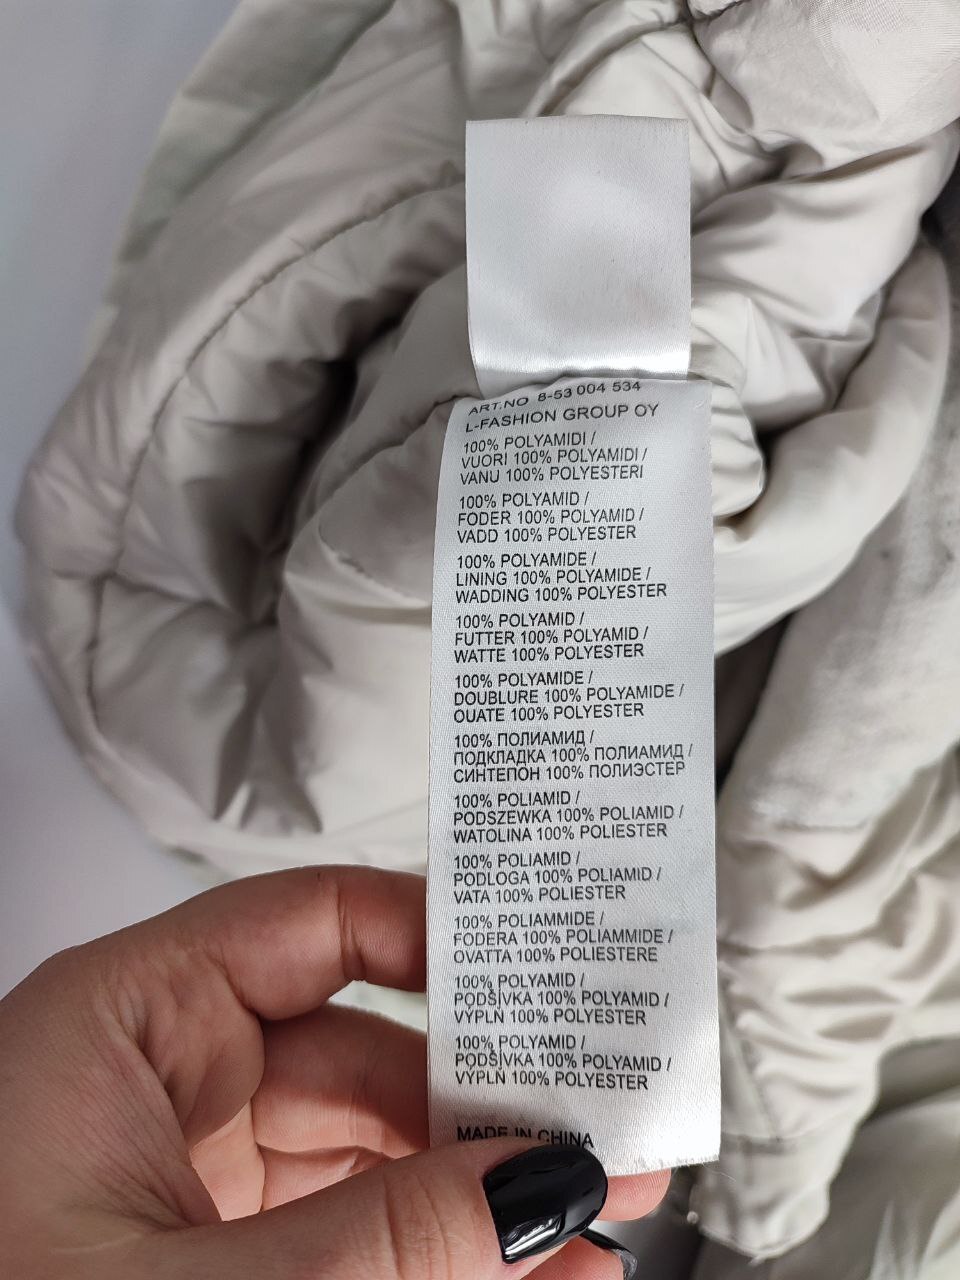 ART.NO 8-53 004 534
L-FASHION GROUP OY
100% POLYAMIDI /
VUORI 100% POLYAMIDI /
VANU 100% POLYESTERI
100% POLYAMID /
FODER 100% POLYAMID /
VADD 100% POLYESTER
100% POLYAMIDE /
LINING 100% POLYAMIDE /
WADDING 100% POLYESTER
100% POLYAMID /
FUTTER 100% POLYAMID /
WATTE 100% POLYESTER
100% POLYAMIDE /
DOUBLURE 100% POLYAMIDE /
OUATE 100% POLYESTER
100% ПОЛИАМИД /
ПОДКЛАДКА 100% ПОЛИАМИД /
СИНТЕПОН 100% ПОЛИЭСТЕР
100% POLIAMID /
PODSZEWKA 100% POLIAMID /
WATOLINA 100% POLIESTER
100% POLIAMID /
PODLOGA 100% POLIAMID /
VATA 100% POLIESTER
100% POLIAMMIDE /
FODERA 100% POLIAMMIDE /
OVATTA 100% POLIESTERE
100% POLYAMID /
PODŠÍVKA 100% POLYAMID /
VÝPLŇ 100% POLYESTER
100% POLYAMID /
PODŠÍVKA 100% POLYAMID /
VÝPLŇ 100% POLYESTER
MADE IN CHINA